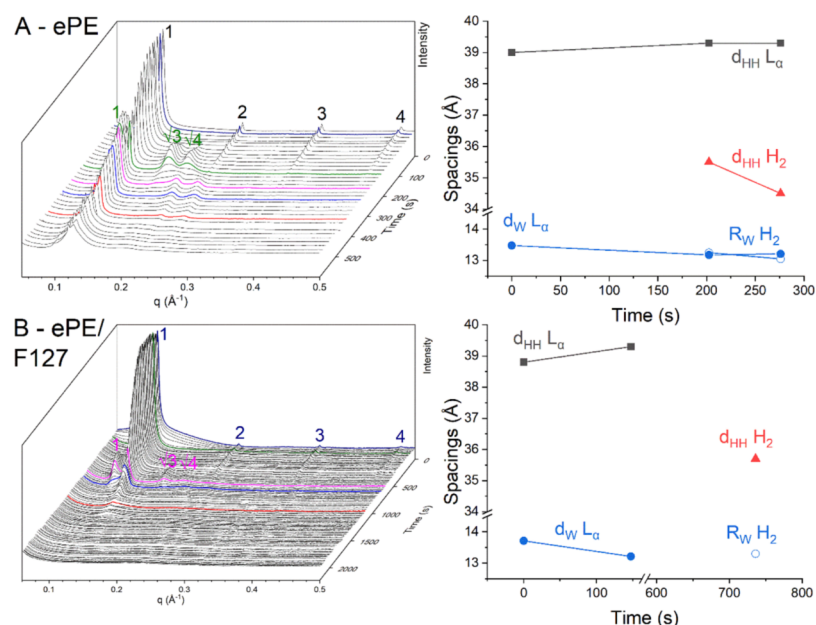 A - ePE
1
Intensity
1
√3 √4
2
3
4
0
100
200
300
400
500
Time (s)
0.1
0.2
0.3
0.4
0.5
q (Å⁻¹)
40
39
38
37
36
35
34
14
13
Spacings (Å)
d_HH L_α
d_HH H_2
d_W L_α
R_W H_2
0 50 100 150 200 250 300
Time (s)
B - ePE/
F127
1
Intensity
1
√3 √4
2
3
4
0
500
1000
1500
2000
Time (s)
0.1
0.2
0.3
0.4
0.5
q (Å⁻¹)
40
39
38
37
36
35
34
14
13
Spacings (Å)
d_HH L_α
d_HH H_2
d_W L_α
R_W H_2
0 100 600 700 800
Time (s)